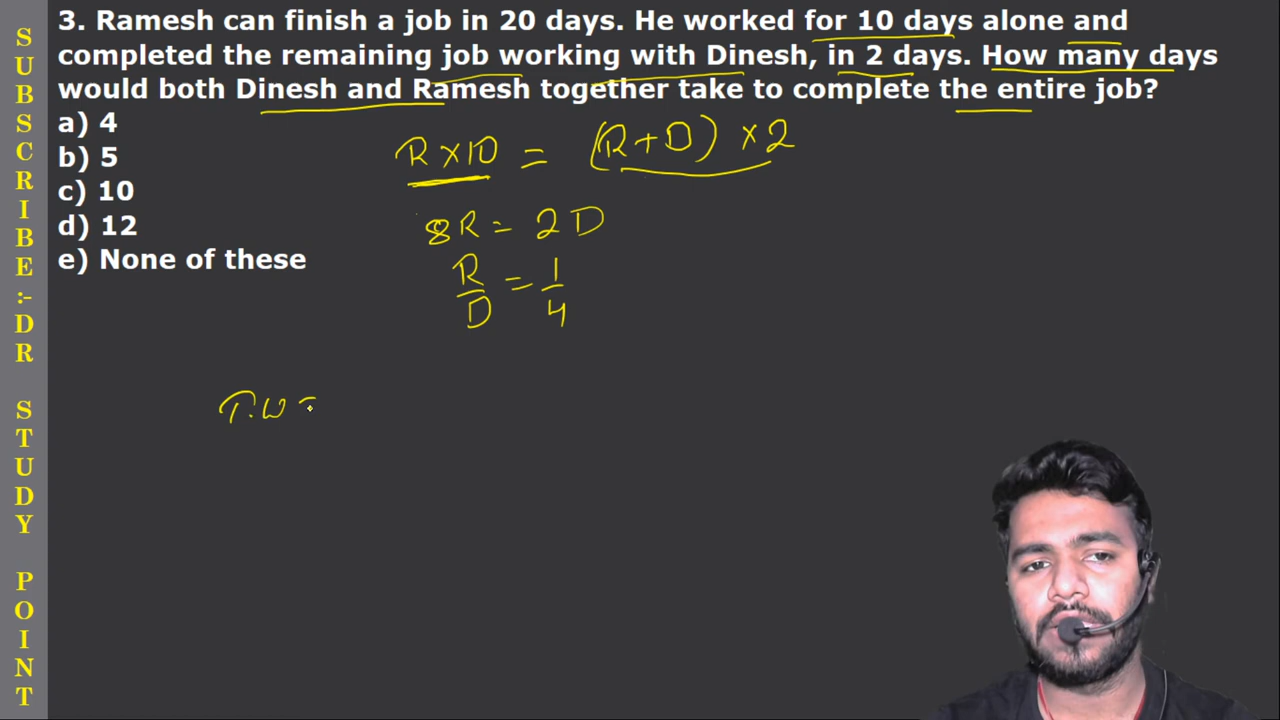 3. Ramesh can finish a job in 20 days. He worked for 10 days alone and
completed the remaining job working with Dinesh, in 2 days. How many days
would both Dinesh and Ramesh together take to complete the entire job?
a) 4
b) 5
c) 10
d) 12
e) None of these
R × 10 = (R + D) × 2
8R = 2D
R/D = 1/4
T.W =
SUBSCRIBE :- DR STUDY POINT